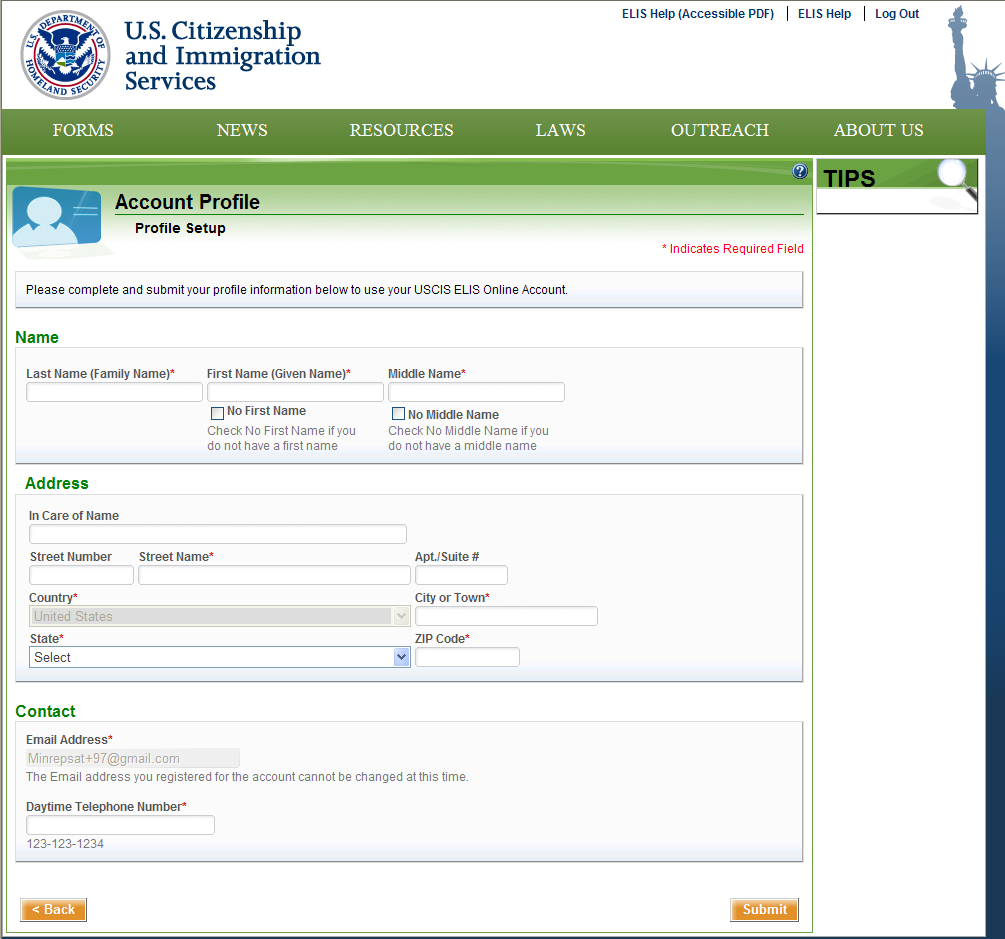 ELIS Help (Accessible PDF) | ELIS Help | Log Out
U.S. DEPARTMENT OF HOMELAND SECURITY
U.S. Citizenship
and Immigration
Services
FORMS NEWS RESOURCES LAWS OUTREACH ABOUT US
?
TIPS
Account Profile
Profile Setup
* Indicates Required Field
Please complete and submit your profile information below to use your USCIS ELIS Online Account.
Name
Last Name (Family Name)* First Name (Given Name)* Middle Name*
No First Name No Middle Name
Check No First Name if you Check No Middle Name if you
do not have a first name do not have a middle name
Address
In Care of Name
Street Number Street Name* Apt./Suite #
Country* City or Town*
United States
State* ZIP Code*
Select
Contact
Email Address*
Minrepsat+97@gmail.com
The Email address you registered for the account cannot be changed at this time.
Daytime Telephone Number*
123-123-1234
< Back Submit